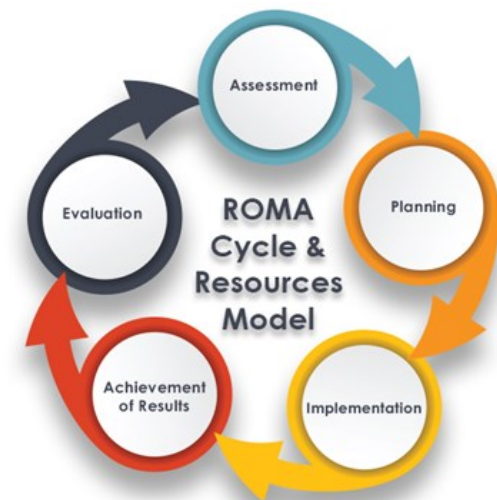 Assessment
Planning
Implementation
Achievement
of Results
Evaluation
ROMA
Cycle &
Resources
Model